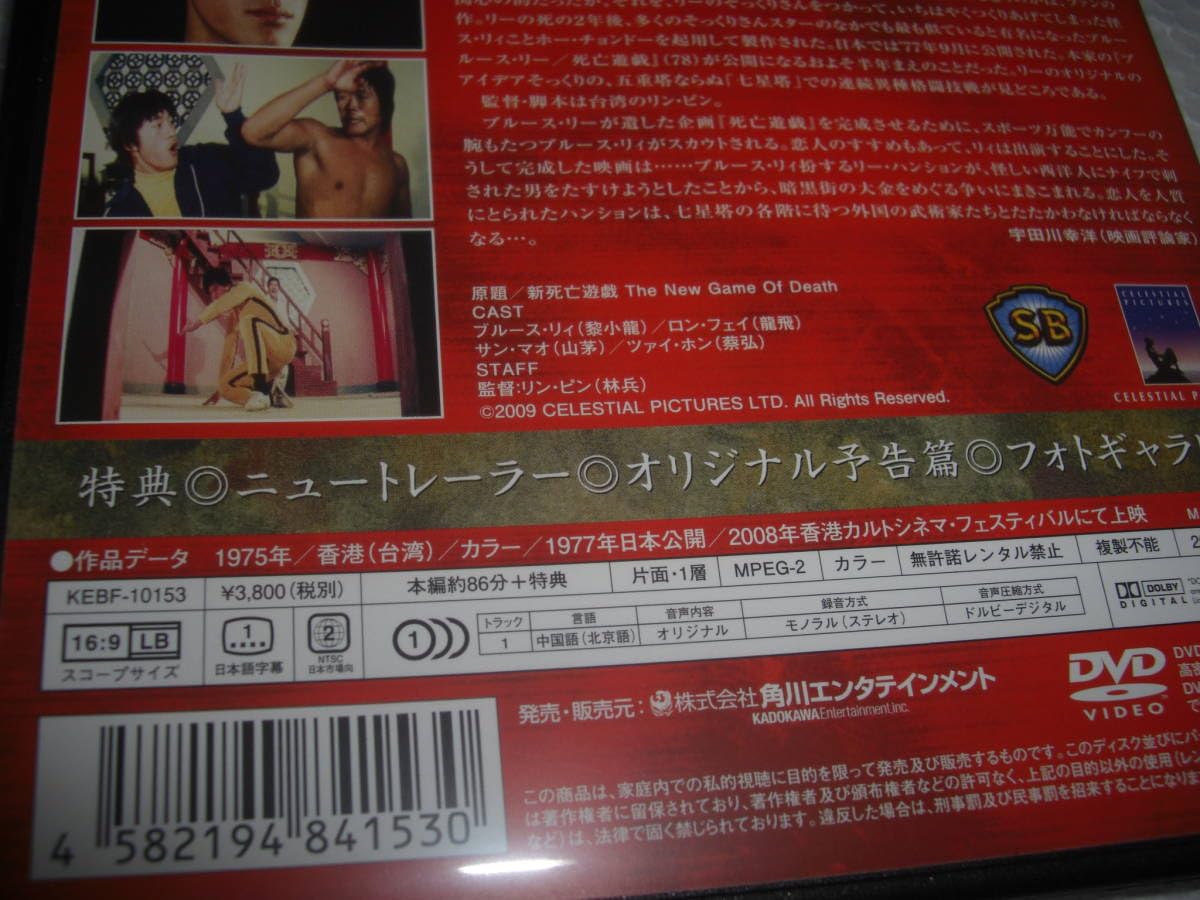 関心の的だったが、それを、リーのそっくりさんをつかって、いちはやくつくりあげてしまった怪
作。リーの死の2年後、多くのそっくりさんスターのなかでも最も似ていると有名になったブルー
ス・リィことホー・チョンドーを起用して製作された。日本では'77年9月に公開された。本家の『ブ
ルース・リー／死亡遊戯』(78)が公開になるおよそ半年まえのことだった。リーのオリジナルの
アイデアそっくりの、五重塔ならぬ「七星塔」での連続異種格闘技戦が見どころである。
監督・脚本は台湾のリン・ビン。
ブルース・リーが遺した企画『死亡遊戯』を完成させるために、スポーツ万能でカンフーの
腕もたつブルース・リィがスカウトされる。恋人のすすめもあって、リィは出演することにした。そ
うして完成した映画は……ブルース・リィ扮するリー・ハンションが、怪しい西洋人にナイフで刺
された男をたすけようとしたことから、暗黒街の大金をめぐる争いにまきこまれる。恋人を人質
にとられたハンションは、七星塔の各階に待つ外国の武術家たちとたたかわなければならなく
なる…。
宇田川幸洋(映画評論家)
原題／新死亡遊戯 The New Game Of Death
CAST
ブルース・リィ(黎小龍)／ロン・フェイ(龍飛)
サン・マオ(山茅)／ツァイ・ホン(蔡弘)
STAFF
監督:リン・ビン(林兵)
©2009 CELESTIAL PICTURES LTD. All Rights Reserved.
SB
CELESTIAL
PICTURES
CELESTIAL P
特典◎ニュートレーラー◎オリジナル予告篇◎フォトギャラ
●作品データ 1975年／香港(台湾)／カラー／1977年日本公開／2008年香港カルトシネマ・フェスティバルにて上映
KEBF-10153 ¥3,800(税別) 本編約86分＋特典 片面・1層 MPEG-2 カラー 無許諾レンタル禁止 複製不能
16:9 LB
スコープサイズ
1
日本語字幕
2
NTSC
日本市場向
1
トラック 言語 音声内容 録音方式 音声圧縮方式
1 中国語(北京語) オリジナル モノラル(ステレオ) ドルビーデジタル
DOLBY
DIGITAL
発売・販売元: 株式会社 角川エンタテインメント
KADOKAWA Entertainment.inc.
DVD
VIDEO
この商品は、家庭内での私的視聴に目的を限って発売及び販売するものです。このディスク並びにパ
は著作権者に留保されており、著作権者及び頒布権者などの許可なく、上記の目的以外の使用(レン
など)は、法律で固く禁じられております。違反した場合は、刑事罰及び民事罰を招来することになりま
4 582194 841530